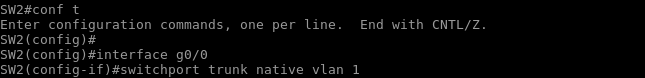 SW2#conf t
Enter configuration commands, one per line.  End with CNTL/Z.
SW2(config)#
SW2(config)#interface g0/0
SW2(config-if)#switchport trunk native vlan 1